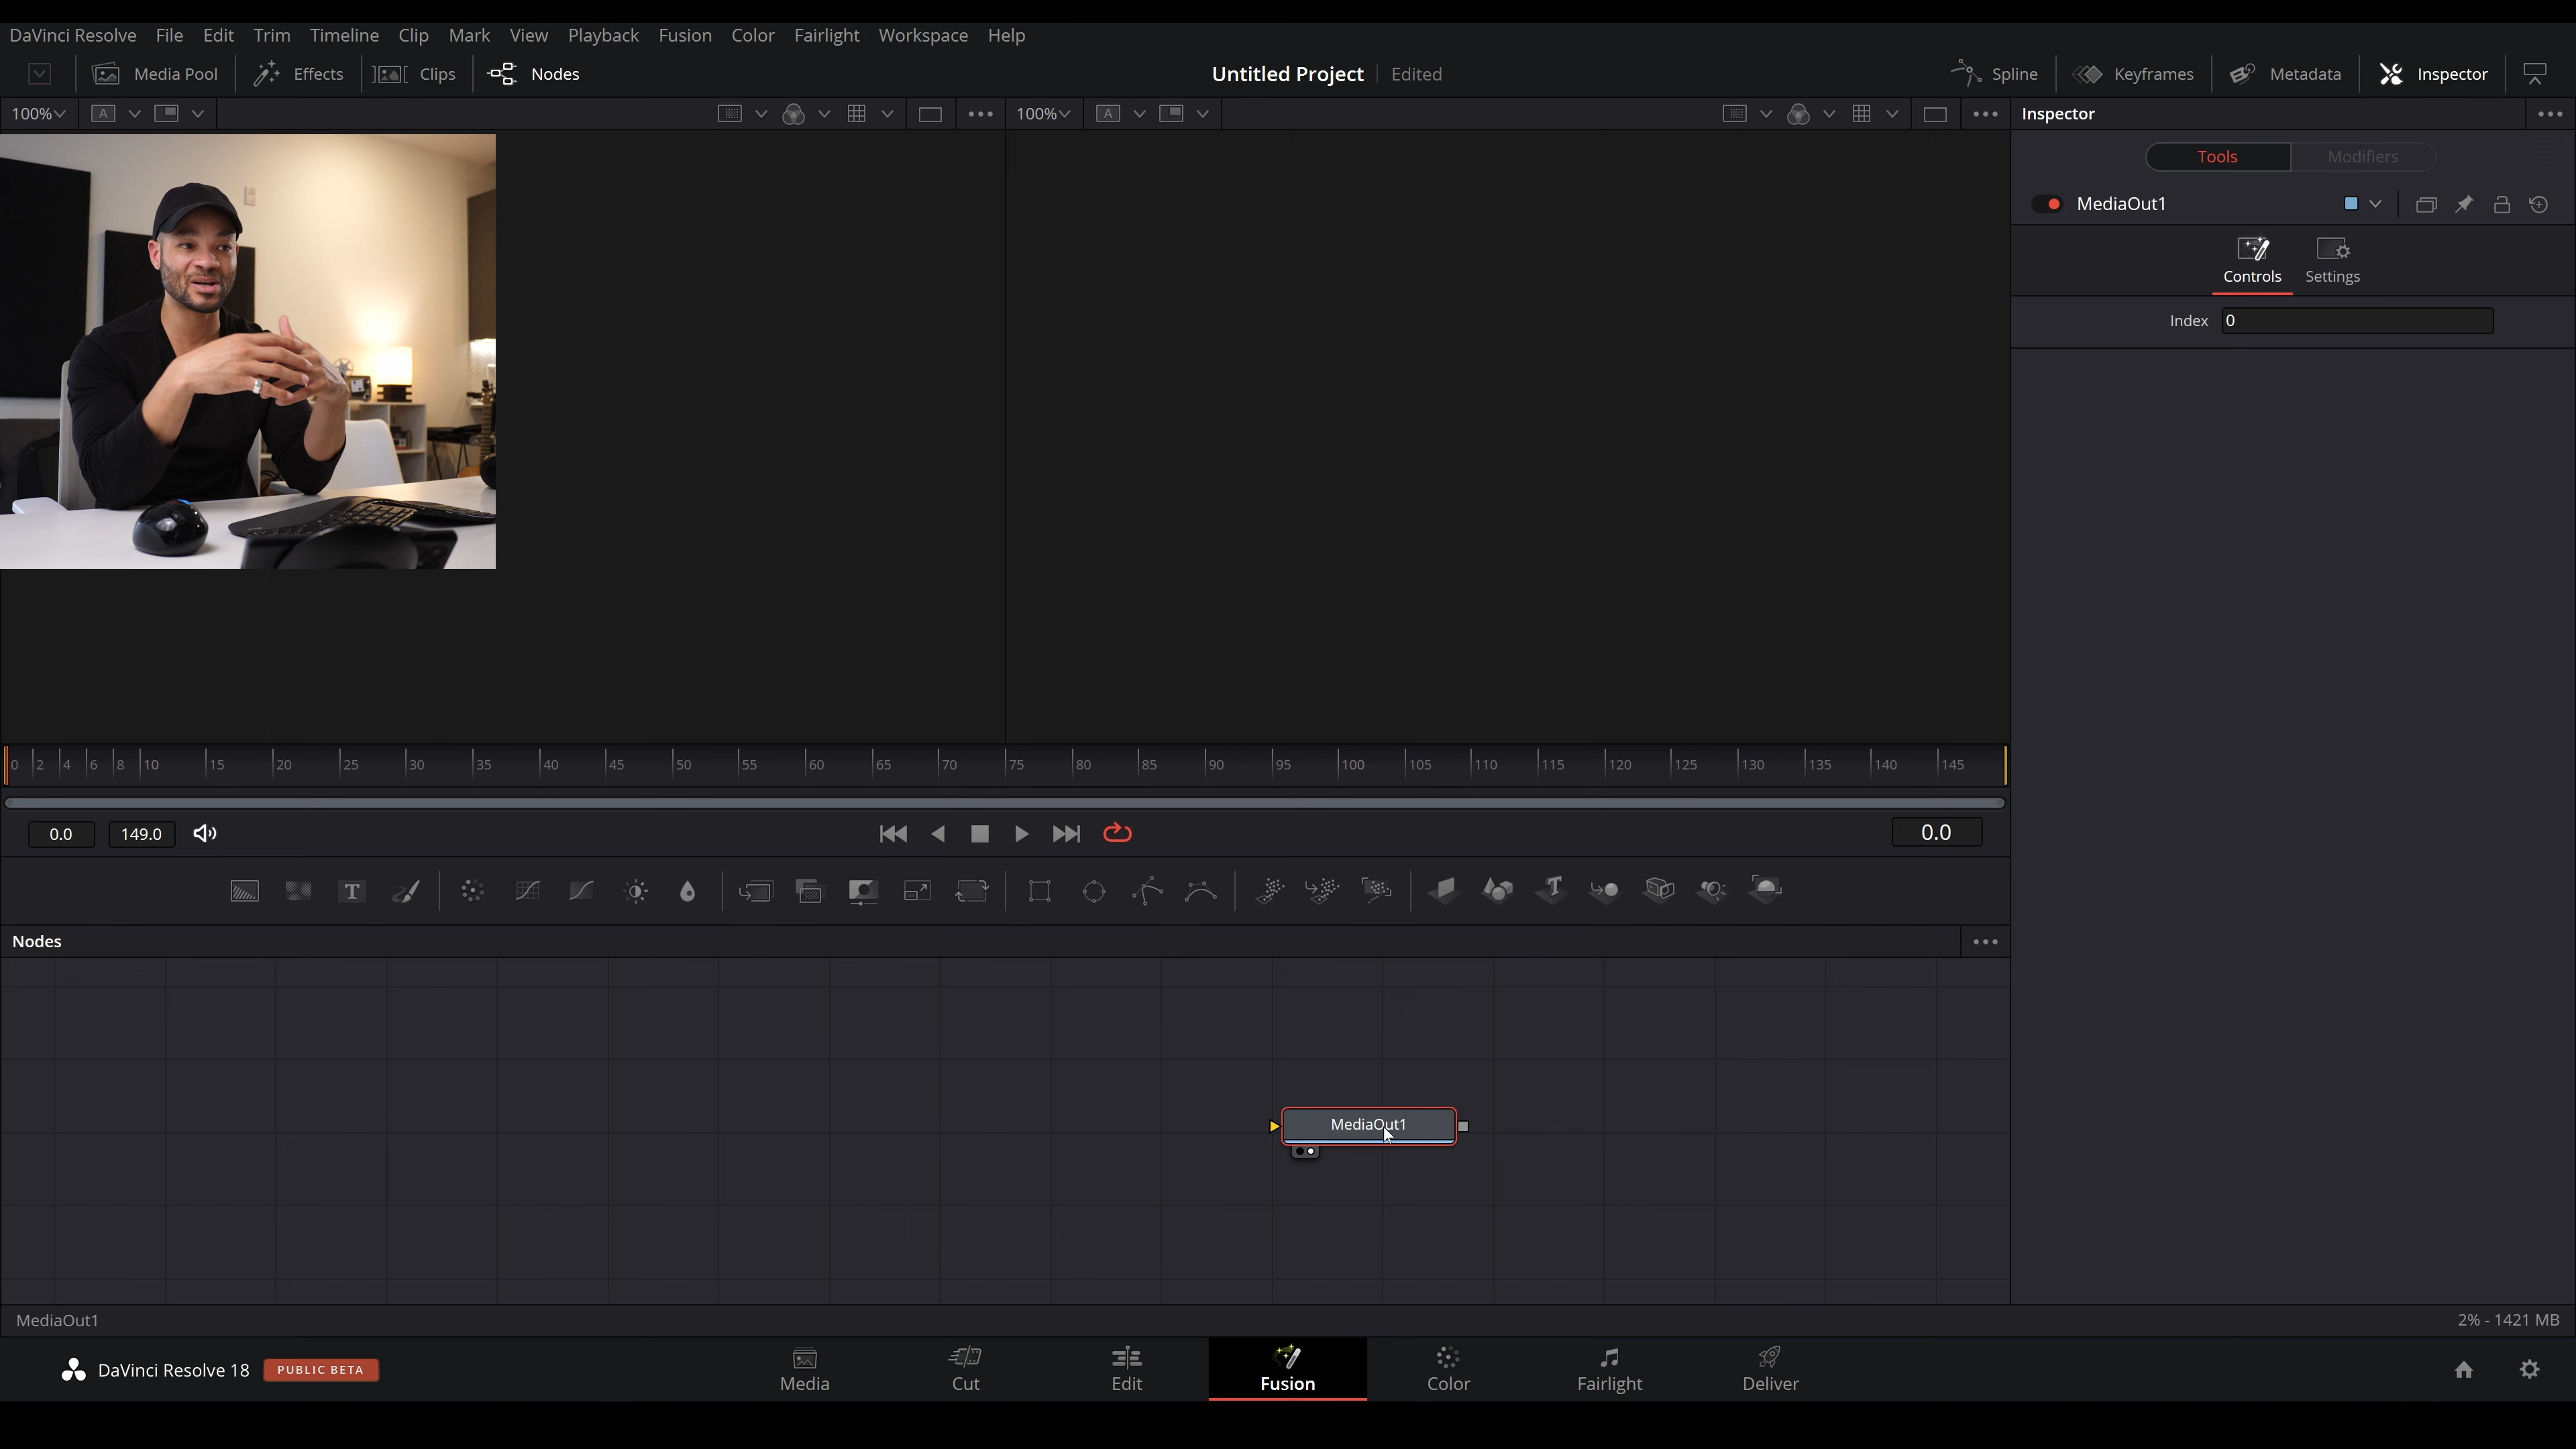 DaVinci Resolve File Edit Trim Timeline Clip Mark View Playback Fusion Color Fairlight Workspace Help
Media Pool Effects Clips Nodes Untitled Project Edited Spline Keyframes Metadata Inspector
100% A 100% A Inspector
Tools Modifiers
MediaOut1
Controls Settings
Index 0
0 2 4 6 8 10 15 20 25 30 35 40 45 50 55 60 65 70 75 80 85 90 95 100 105 110 115 120 125 130 135 140 145
0.0 149.0 0.0
T T
Nodes
MediaOut1
MediaOut1 2% - 1421 MB
DaVinci Resolve 18 PUBLIC BETA Media Cut Edit Fusion Color Fairlight Deliver